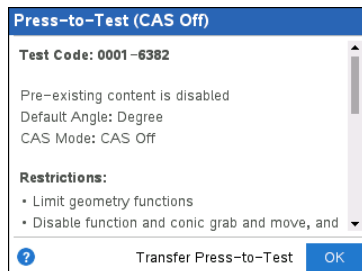 Press-to-Test (CAS Off)
Test Code: 0001-6382
Pre-existing content is disabled
Default Angle: Degree
CAS Mode: CAS Off
Restrictions:
• Limit geometry functions
• Disable function and conic grab and move, and
? Transfer Press-to-Test OK